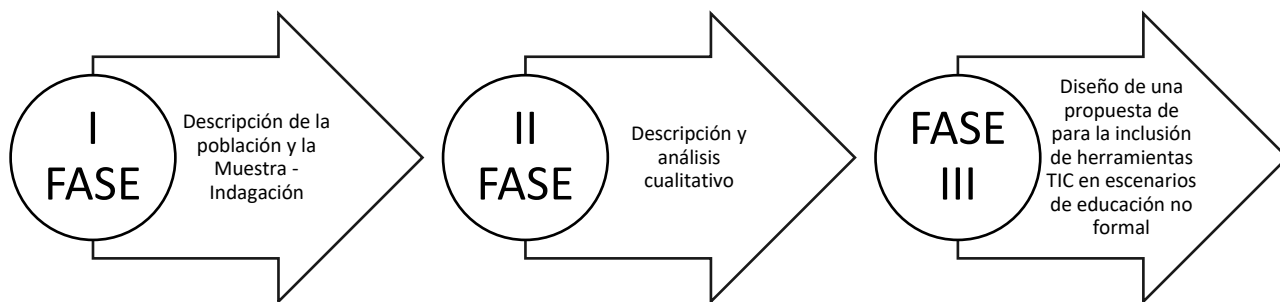 I
FASE
Descripción de la
población y la
Muestra -
Indagación
II
FASE
Descripción y
análisis
cualitativo
FASE
III
Diseño de una
propuesta de
para la inclusión
de herramientas
TIC en escenarios
de educación no
formal